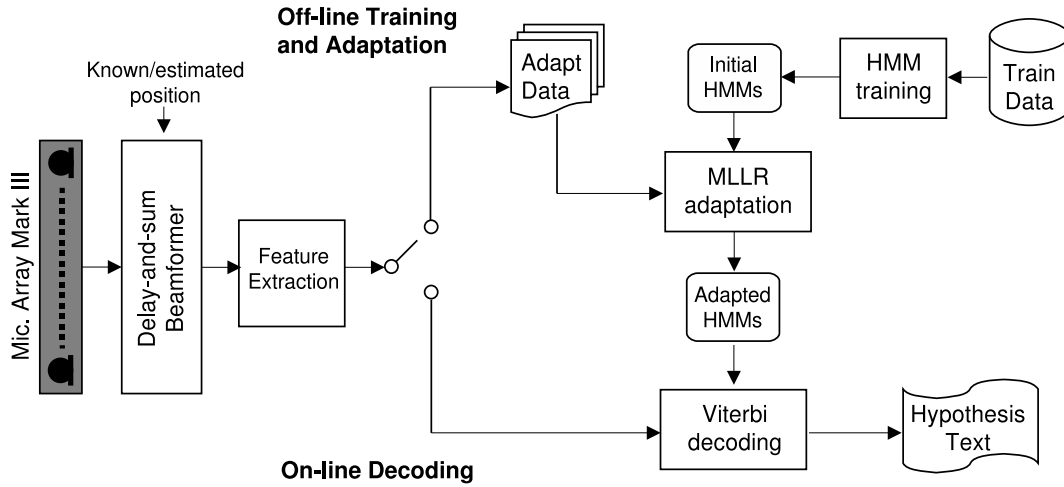 Off-line Training
and Adaptation
Known/estimated
position
Mic. Array Mark III
Delay-and-sum
Beamformer
Feature
Extraction
Adapt
Data
Initial
HMMs
HMM
training
Train
Data
MLLR
adaptation
Adapted
HMMs
Viterbi
decoding
Hypothesis
Text
On-line Decoding